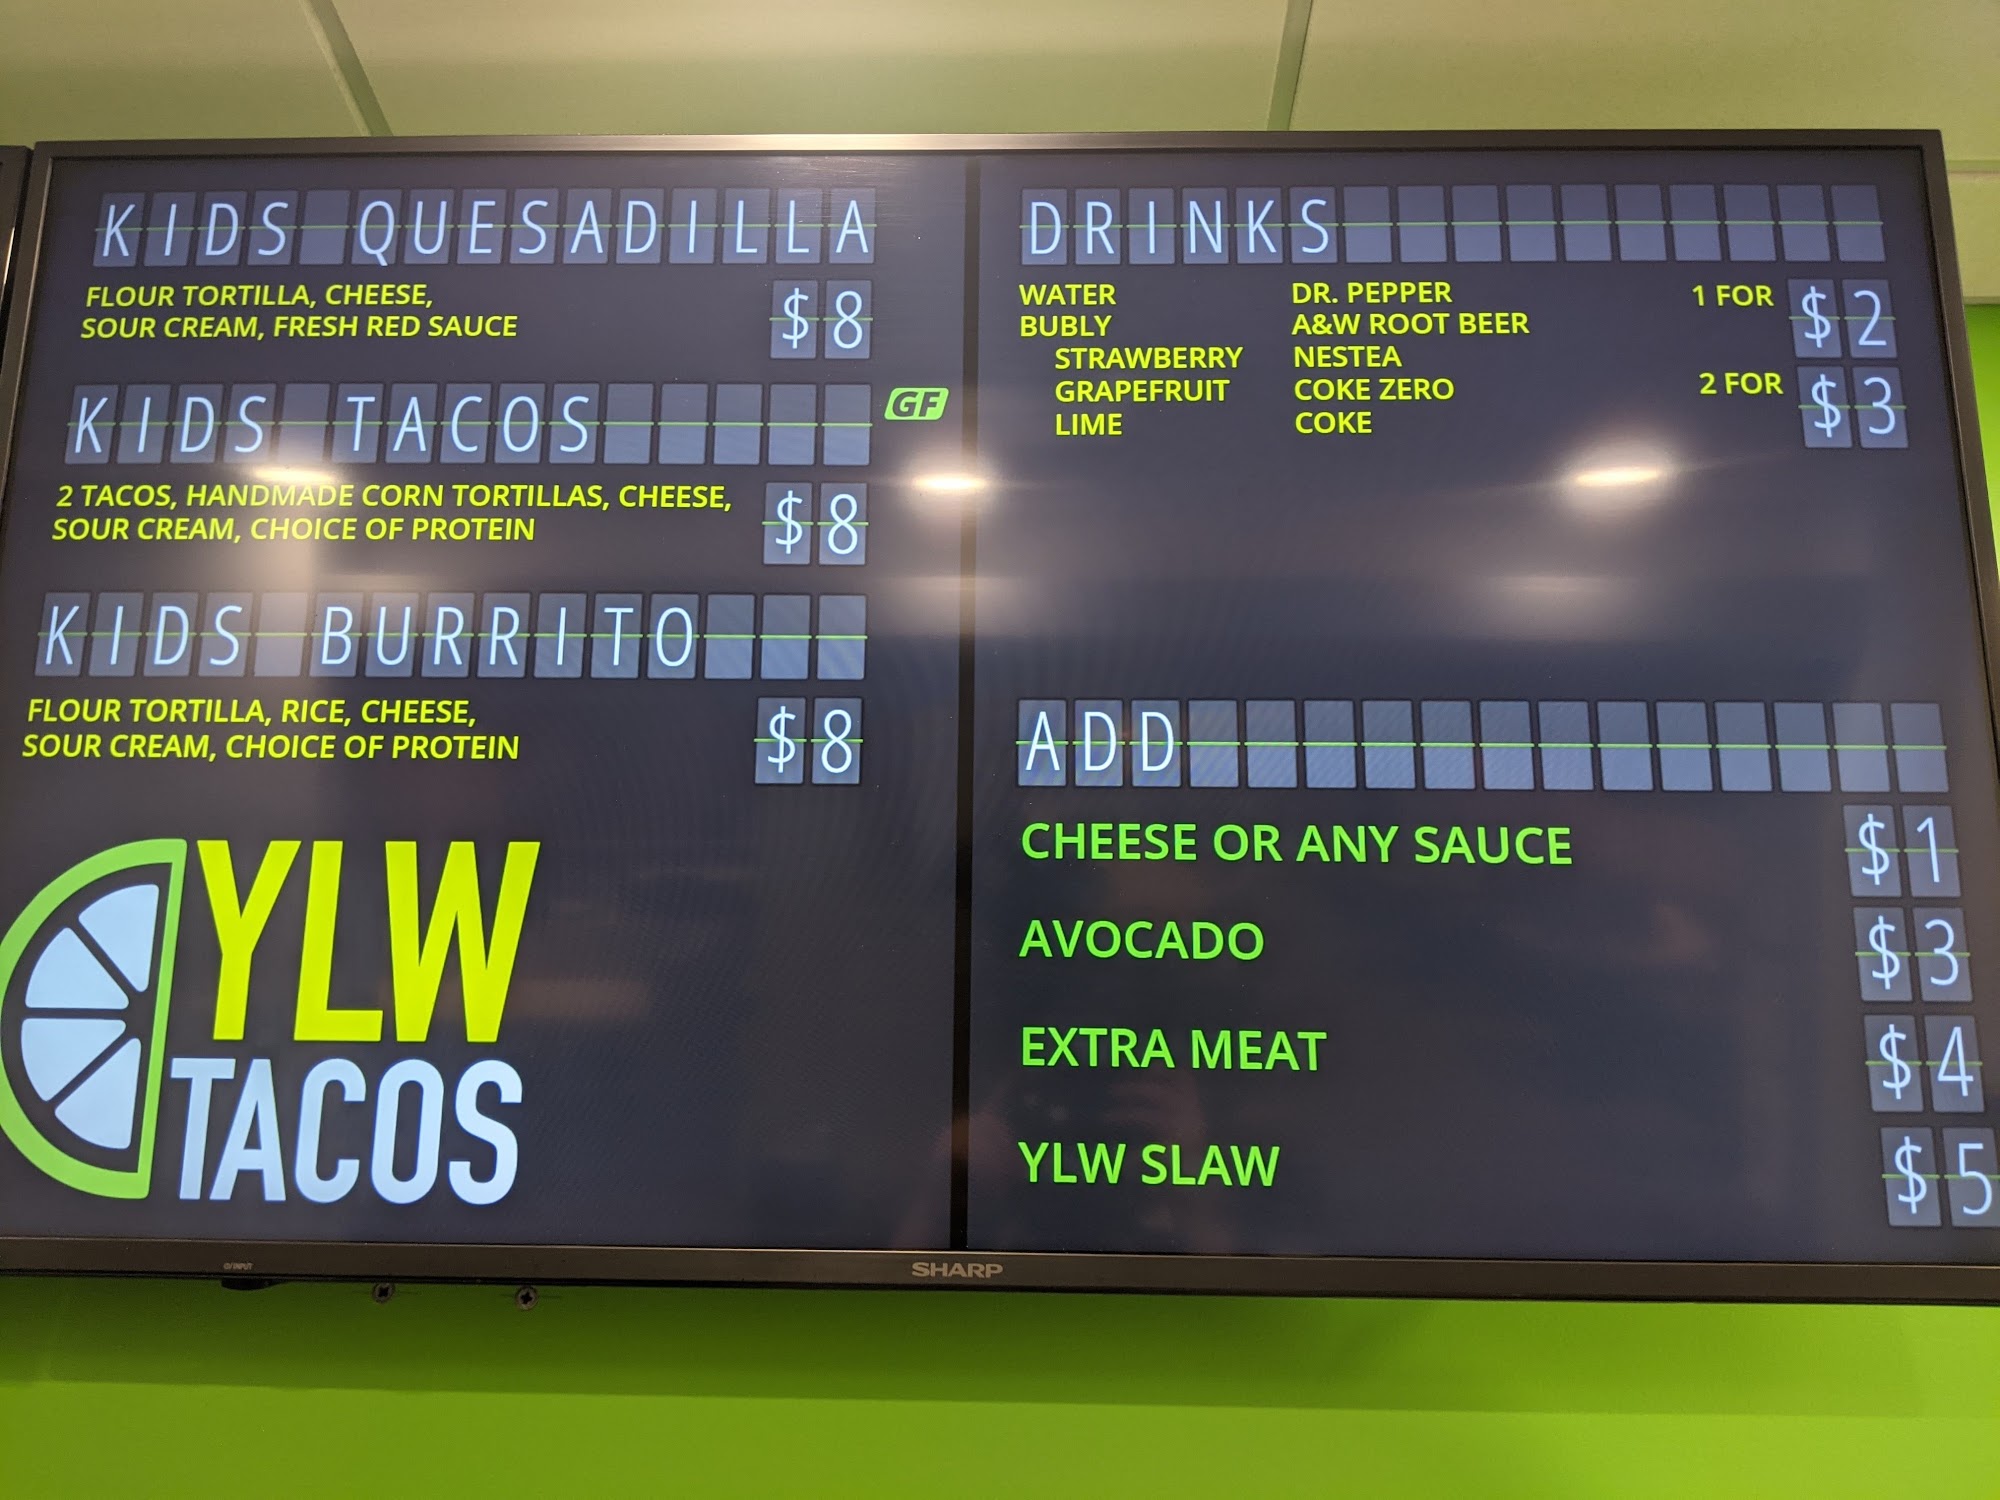 KIDS QUESADILLA
FLOUR TORTILLA, CHEESE,
SOUR CREAM, FRESH RED SAUCE
$8
KIDS TACOS
GF
2 TACOS, HANDMADE CORN TORTILLAS, CHEESE,
SOUR CREAM, CHOICE OF PROTEIN
$8
KIDS BURRITO
FLOUR TORTILLA, RICE, CHEESE,
SOUR CREAM, CHOICE OF PROTEIN
$8
YLW
TACOS
DRINKS
WATER
BUBLY
STRAWBERRY
GRAPEFRUIT
LIME
DR. PEPPER
A&W ROOT BEER
NESTEA
COKE ZERO
COKE
1 FOR $2
2 FOR $3
ADD
CHEESE OR ANY SAUCE $1
AVOCADO $3
EXTRA MEAT $4
YLW SLAW $5
SHARP